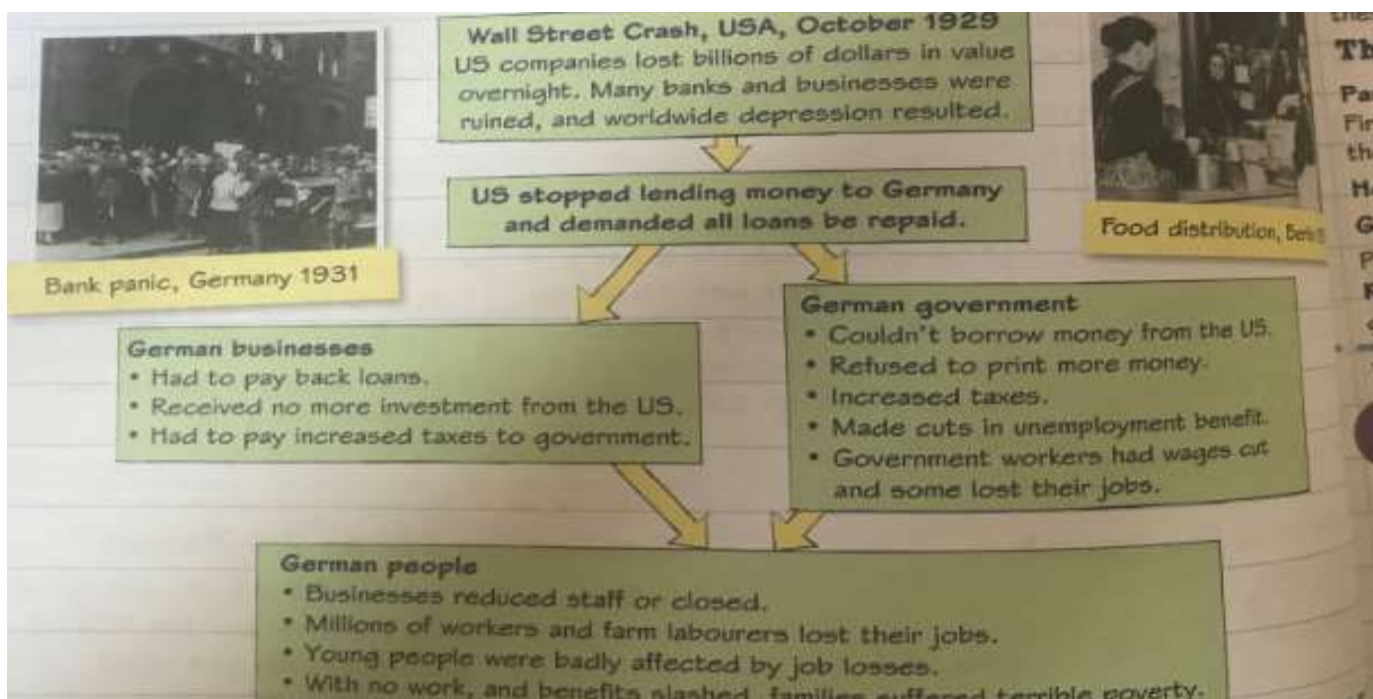 Wall Street Crash, USA, October 1929
US companies lost billions of dollars in value
overnight. Many banks and businesses were
ruined, and worldwide depression resulted.
US stopped lending money to Germany
and demanded all loans be repaid.
Bank panic, Germany 1931
Food distribution,
German businesses
• Had to pay back loans.
• Received no more investment from the US.
• Had to pay increased taxes to government.
German government
• Couldn't borrow money from the US.
• Refused to print more money.
• Increased taxes.
• Made cuts in unemployment benefit.
• Government workers had wages cut
and some lost their jobs.
German people
• Businesses reduced staff or closed.
• Millions of workers and farm labourers lost their jobs.
• Young people were badly affected by job losses.
• With no work, and benefits slashed, families suffered terrible poverty.